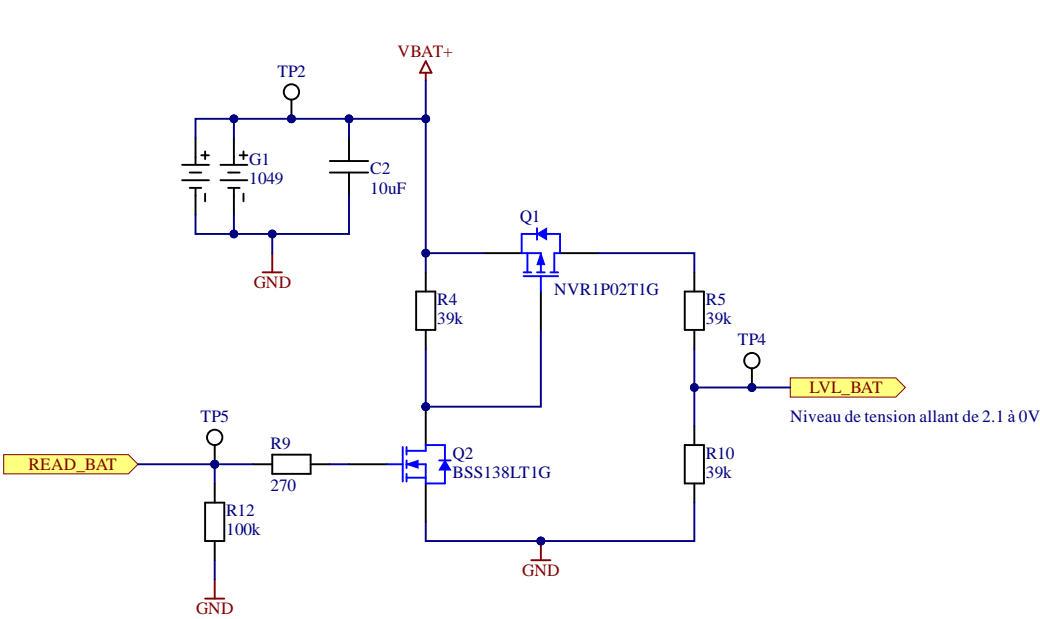 VBAT+
TP2
+
+
G1
1049
C2
10uF
GND
Q1
NVR1P02T1G
R4
39k
R5
39k
TP4
LVL_BAT
Niveau de tension allant de 2.1 à 0V
TP5
READ_BAT
R9
270
Q2
BSS138LT1G
R10
39k
R12
100k
GND
GND